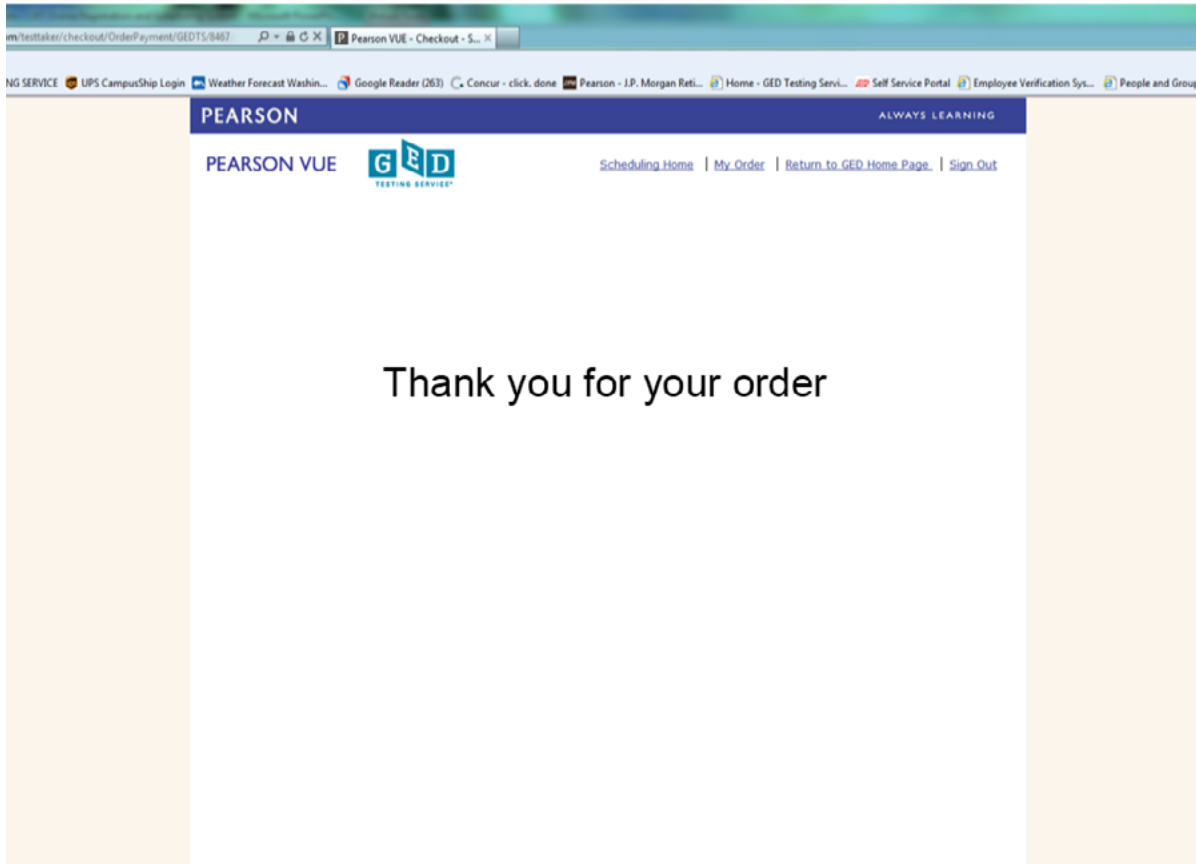 om/testtaker/checkout/OrderPayment/GEDTS/8467
Pearson VUE - Checkout - S...
NG SERVICE UPS CampusShip Login Weather Forecast Washin... Google Reader (263) Concur - click. done Pearson - J.P. Morgan Reti... Home - GED Testing Servi... Self Service Portal Employee Verification Sys... People and Group
PEARSON ALWAYS LEARNING
PEARSON VUE GED Scheduling Home | My Order | Return to GED Home Page | Sign Out
TESTING SERVICE®
Thank you for your order